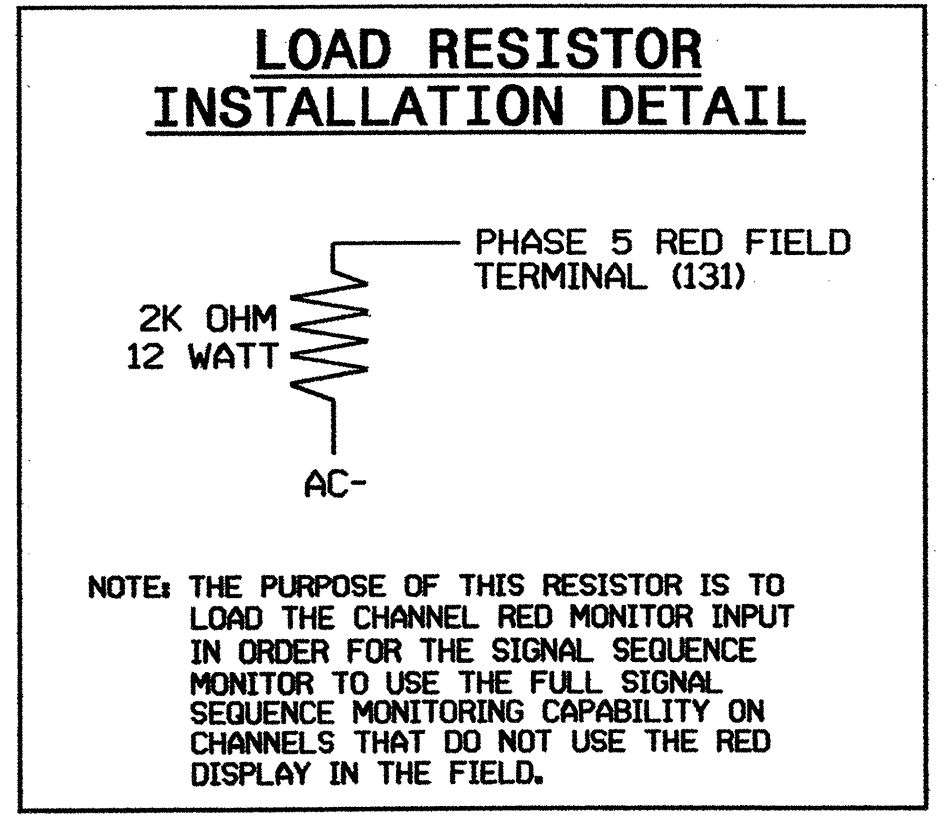 LOAD RESISTOR
INSTALLATION DETAIL
PHASE 5 RED FIELD
TERMINAL (131)
2K OHM
12 WATT
AC-
NOTE: THE PURPOSE OF THIS RESISTOR IS TO
LOAD THE CHANNEL RED MONITOR INPUT
IN ORDER FOR THE SIGNAL SEQUENCE
MONITOR TO USE THE FULL SIGNAL
SEQUENCE MONITORING CAPABILITY ON
CHANNELS THAT DO NOT USE THE RED
DISPLAY IN THE FIELD.